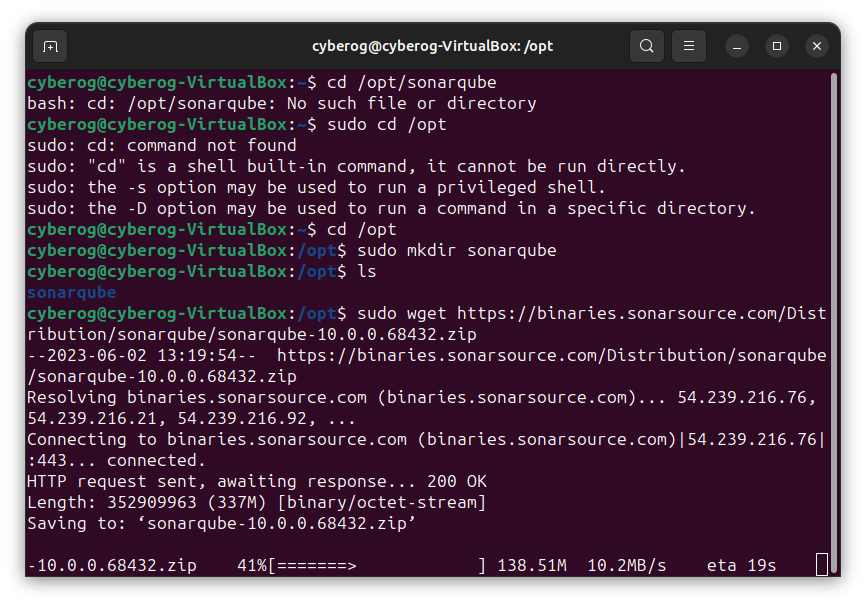 cyberog@cyberog-VirtualBox: /opt
cyberog@cyberog-VirtualBox:~$ cd /opt/sonarqube
bash: cd: /opt/sonarqube: No such file or directory
cyberog@cyberog-VirtualBox:~$ sudo cd /opt
sudo: cd: command not found
sudo: "cd" is a shell built-in command, it cannot be run directly.
sudo: the -s option may be used to run a privileged shell.
sudo: the -D option may be used to run a command in a specific directory.
cyberog@cyberog-VirtualBox:~$ cd /opt
cyberog@cyberog-VirtualBox:/opt$ sudo mkdir sonarqube
cyberog@cyberog-VirtualBox:/opt$ ls
sonarqube
cyberog@cyberog-VirtualBox:/opt$ sudo wget https://binaries.sonarsource.com/Dist
ribution/sonarqube/sonarqube-10.0.0.68432.zip
--2023-06-02 13:19:54--  https://binaries.sonarsource.com/Distribution/sonarqube
/sonarqube-10.0.0.68432.zip
Resolving binaries.sonarsource.com (binaries.sonarsource.com)... 54.239.216.76,
54.239.216.21, 54.239.216.92, ...
Connecting to binaries.sonarsource.com (binaries.sonarsource.com)|54.239.216.76|
:443... connected.
HTTP request sent, awaiting response... 200 OK
Length: 352909963 (337M) [binary/octet-stream]
Saving to: ‘sonarqube-10.0.0.68432.zip’
-10.0.0.68432.zip    41%[=======>            ] 138.51M  10.2MB/s    eta 19s